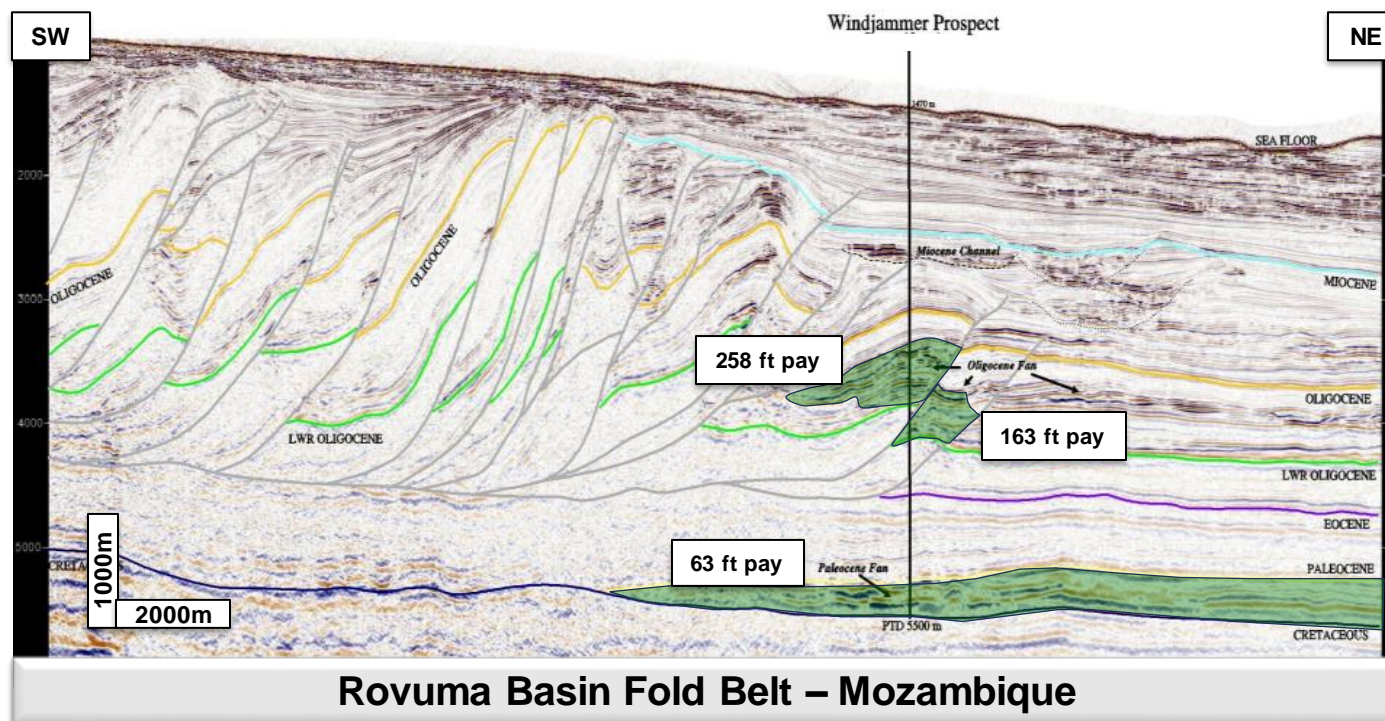 Windjammer Prospect
SW
NE
1470 m
SEA FLOOR
2000
Miocene Channel
MIOCENE
OLIGOCENE
OLIGOCENE
3000
258 ft pay
Oligocene Fan
OLIGOCENE
4000
LWR OLIGOCENE
163 ft pay
LWR OLIGOCENE
EOCENE
5000
63 ft pay
Paleocene Fan
PALEOCENE
1000m
2000m
PTD 5500 m
CRETACEOUS
Rovuma Basin Fold Belt – Mozambique